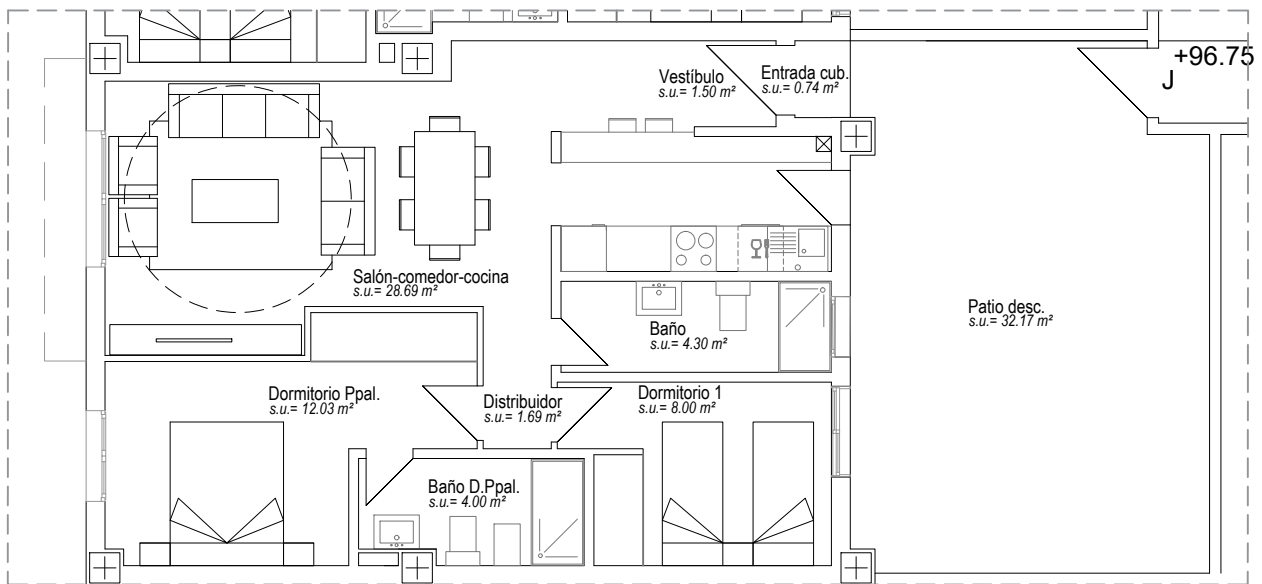 +96.75
J
Vestíbulo
s.u.= 1.50 m²
Entrada cub.
s.u.= 0.74 m²
Salón-comedor-cocina
s.u.= 28.69 m²
Patio desc.
s.u.= 32.17 m²
Baño
s.u.= 4.30 m²
Dormitorio Ppal.
s.u.= 12.03 m²
Distribuidor
s.u.= 1.69 m²
Dormitorio 1
s.u.= 8.00 m²
Baño D.Ppal.
s.u.= 4.00 m²